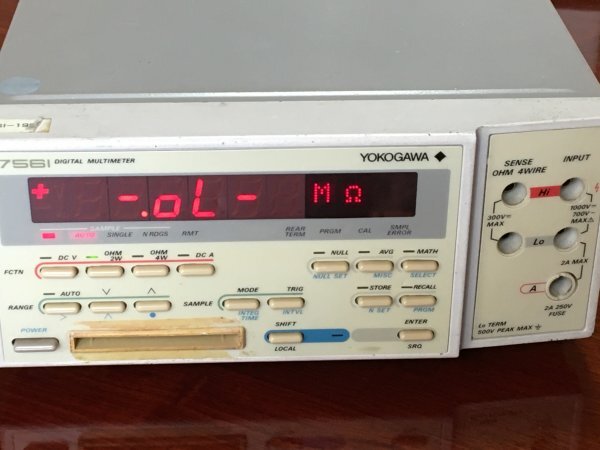 7561 DIGITAL MULTIMETER
YOKOGAWA
+ -.oL- M Ω
SAMPLE
AUTO SINGLE N RDGS RMT
REAR TERM PRGM CAL SMPL ERROR
FCTN DC V OHM 2W OHM 4W DC A
NULL AVG MATH
NULL SET MISC SELECT
RANGE AUTO ∨ ∧
> ∧ •
SAMPLE MODE TRIG
INTEG TIME INTVL
STORE RECALL
N SET PRGM
POWER
SHIFT
LOCAL
ENTER
SRQ
SENSE
OHM 4WIRE
INPUT
Hi
300V
MAX
1000V
700V
MAX
Lo
2A MAX
A
2A 250V
FUSE
Lo TERM
500V PEAK MAX